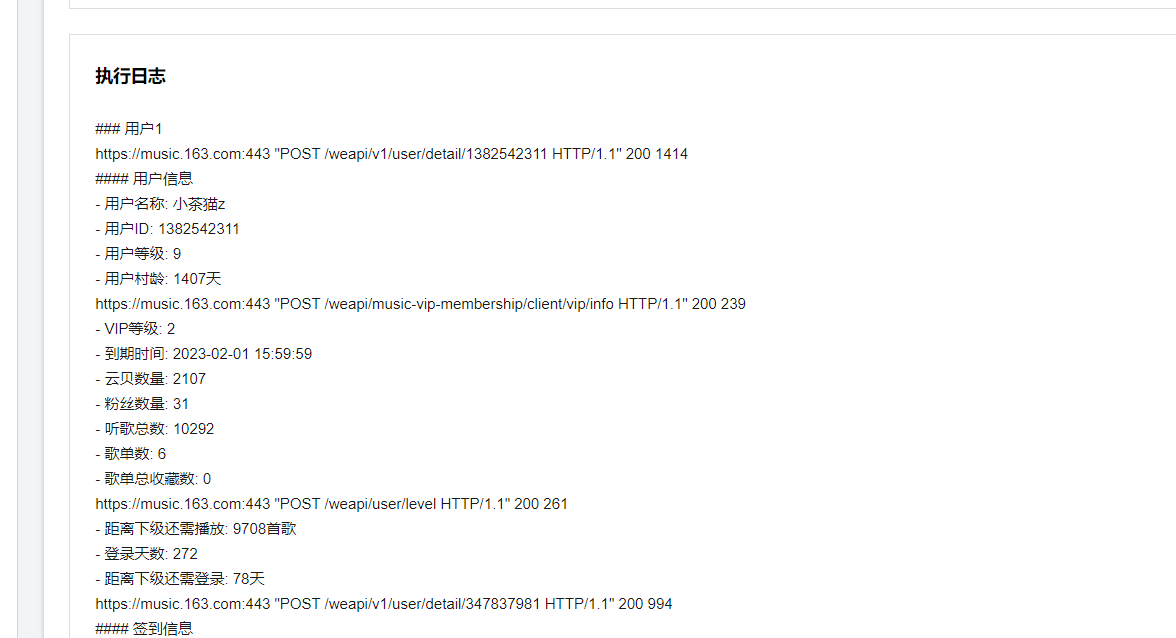 执行日志
### 用户1
https://music.163.com:443 "POST /weapi/v1/user/detail/1382542311 HTTP/1.1" 200 1414
#### 用户信息
- 用户名称: 小茶猫z
- 用户ID: 1382542311
- 用户等级: 9
- 用户村龄: 1407天
https://music.163.com:443 "POST /weapi/music-vip-membership/client/vip/info HTTP/1.1" 200 239
- VIP等级: 2
- 到期时间: 2023-02-01 15:59:59
- 云贝数量: 2107
- 粉丝数量: 31
- 听歌总数: 10292
- 歌单数: 6
- 歌单总收藏数: 0
https://music.163.com:443 "POST /weapi/user/level HTTP/1.1" 200 261
- 距离下级还需播放: 9708首歌
- 登录天数: 272
- 距离下级还需登录: 78天
https://music.163.com:443 "POST /weapi/v1/user/detail/347837981 HTTP/1.1" 200 994
#### 签到信息